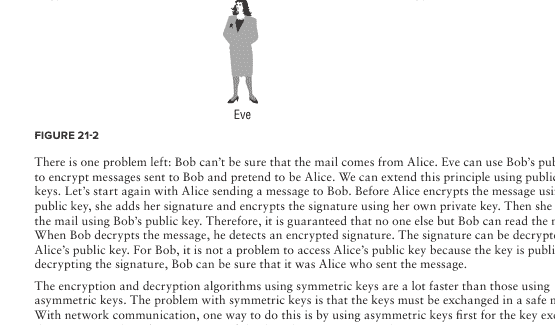 Eve
FIGURE 21-2
There is one problem left: Bob can't be sure that the mail comes from Alice. Eve can use Bob's
to encrypt messages sent to Bob and pretend to be Alice. We can extend this principle using
keys. Let's start again with Alice sending a message to Bob. Before Alice encrypts the message
public key, she adds her signature and encrypts the signature using her own private key. Then she
the mail using Bob's public key. Therefore, it is guaranteed that no one else but Bob can read the
When Bob decrypts the message, he detects an encrypted signature. The signature can be
Alice's public key. For Bob, it is not a problem to access Alice's public key because the key is
decrypting the signature, Bob can be sure that it was Alice who sent the message.
The encryption and decryption algorithms using symmetric keys are a lot faster than those using
asymmetric keys. The problem with symmetric keys is that the keys must be exchanged in a safe
With network communication, one way to do this is by using asymmetric keys first for the key